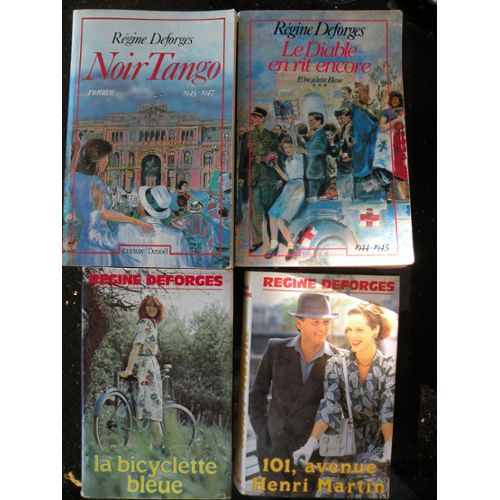 Régine Deforges
Noir Tango
roman 1945-1947
Ramsay/Denoël
Régine Deforges
Le Diable
en rit encore
La bicyclette Bleue
1944-1945
REGINE DEFORGES
la bicyclette
bleue
REGINE DEFORGES
101, avenue
Henri Martin